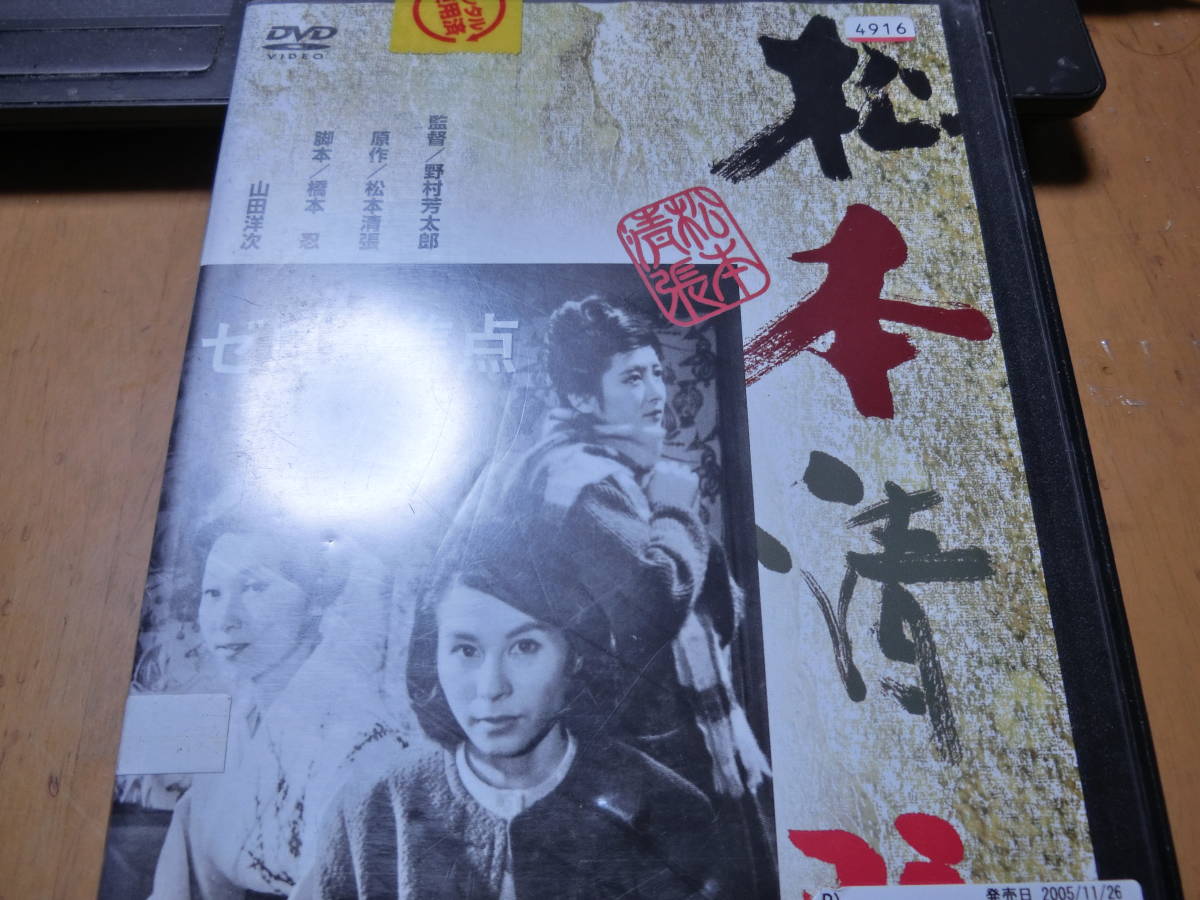 DVD
VIDEO
4916
監督/野村芳太郎
原作/松本清張
脚本/橋本 忍
山田洋次
松本清張
ゼ 点
松本清
発売日 2005/11/26